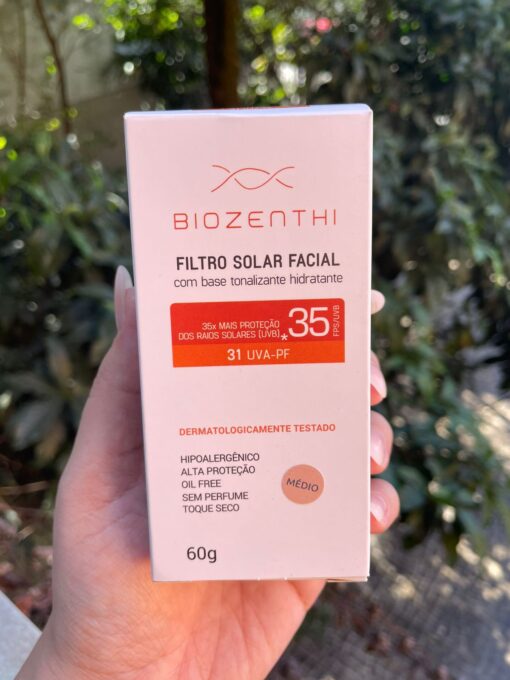 BIOZENTHI
FILTRO SOLAR FACIAL
com base tonalizante hidratante
35x MAIS PROTEÇÃO
DOS RAIOS SOLARES (UVB)*
35
FPS/UVB
31 UVA-PF
DERMATOLOGICAMENTE TESTADO
HIPOALERGÊNICO
ALTA PROTEÇÃO
OIL FREE
SEM PERFUME
TOQUE SECO
MÉDIO
60g